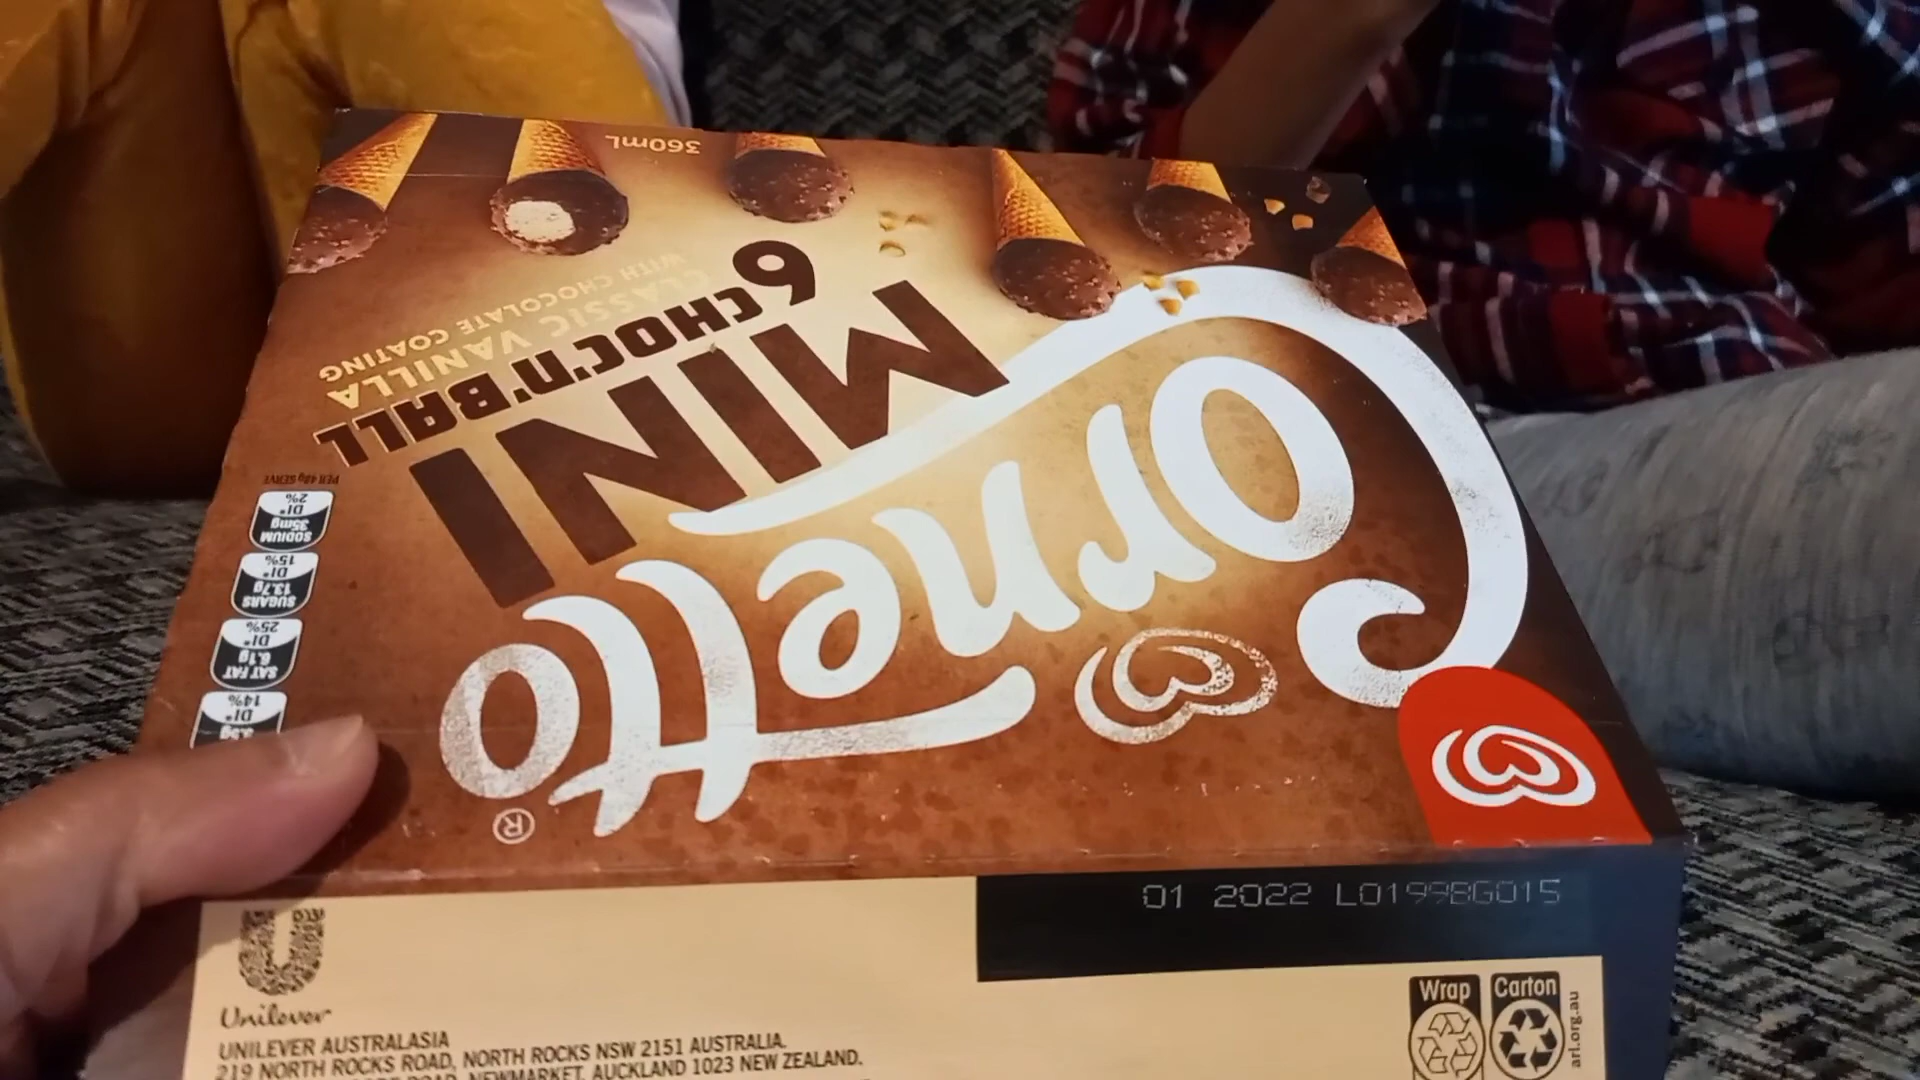 Cornetto®
MINI
6 CHOC'N'BALL
CLASSIC VANILLA
WITH CHOCOLATE COATING
360mL
PER 48g SERVE
14%
DI*
SAT FAT
6.1g
DI*
25%
SUGARS
13.7g
DI*
15%
SODIUM
35mg
DI*
2%
01 2022 L0199BG015
Unilever
UNILEVER AUSTRALASIA
219 NORTH ROCKS ROAD, NORTH ROCKS NSW 2151 AUSTRALIA.
ROAD, NEWMARKET, AUCKLAND 1023 NEW ZEALAND.
Wrap
Carton
arl.org.au